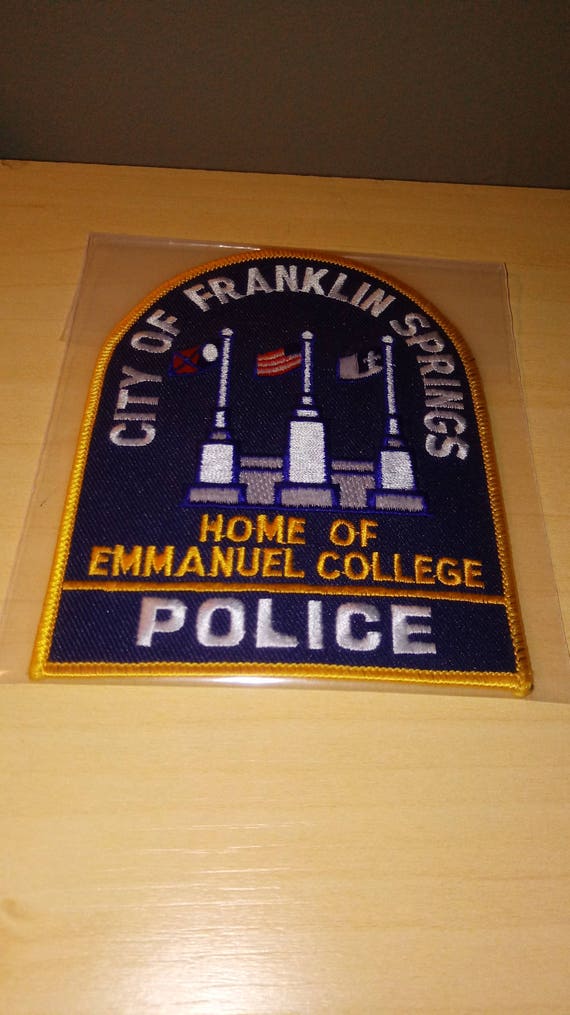 CITY OF FRANKLIN SPRINGS
HOME OF
EMMANUEL COLLEGE
POLICE